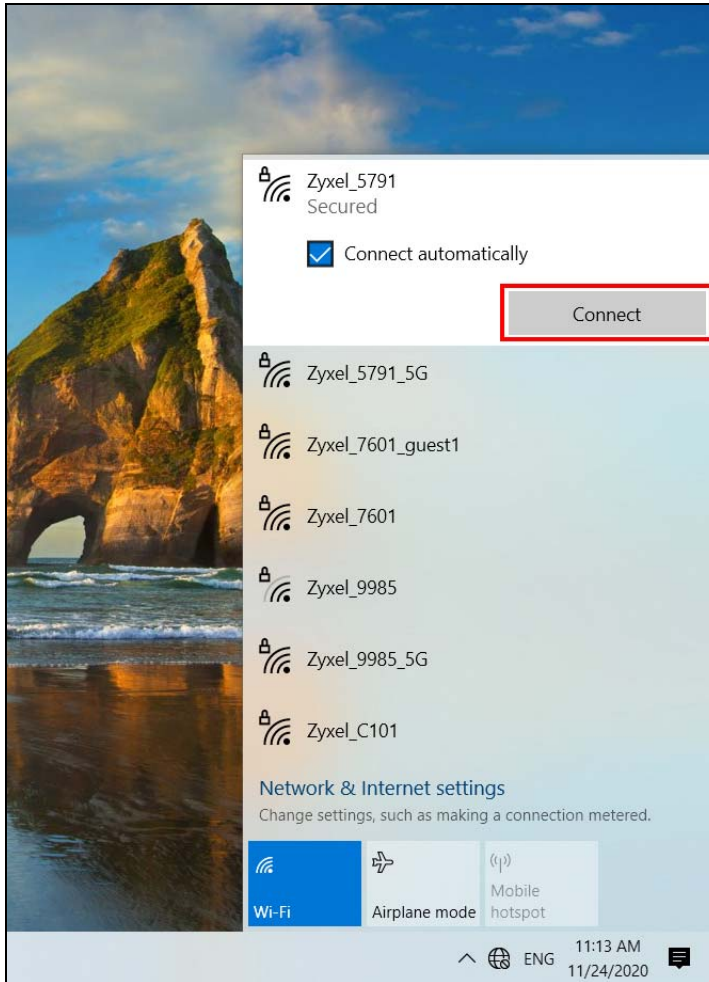 Zyxel_5791
Secured
Connect automatically
Connect
Zyxel_5791_5G
Zyxel_7601_guest1
Zyxel_7601
Zyxel_9985
Zyxel_9985_5G
Zyxel_C101
Network & Internet settings
Change settings, such as making a connection metered.
Wi-Fi
Airplane mode
Mobile
hotspot
ENG
11:13 AM
11/24/2020